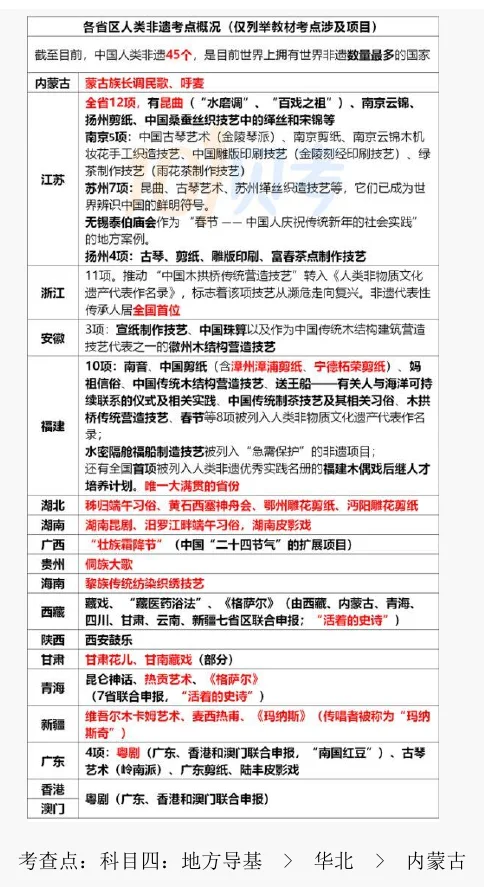 各省区人类非遗考点概况（仅列举教材考点涉及项目）
截至目前，中国人类非遗45个，是目前世界上拥有世界非遗数量最多的国家
内蒙古 蒙古族长调民歌、呼麦
江苏
全省12项，有昆曲（“水磨调”、“百戏之祖”）、南京云锦、
扬州剪纸、中国桑蚕丝织技艺中的缂丝和宋锦等
南京5项：中国古琴艺术（金陵琴派）、南京剪纸、南京云锦木机
妆花手工织造技艺、中国雕版印刷技艺（金陵刻经印刷技艺）、绿
茶制作技艺（雨花茶制作技艺）
苏州7项：昆曲、古琴艺术、苏州缂丝织造技艺等，它们已成为世
界辨识中国的鲜明符号。
无锡泰伯庙会作为“春节 —— 中国人庆祝传统新年的社会实践”
的地方案例。
扬州4项：古琴、剪纸、雕版印刷、富春茶点制作技艺
浙江
11项。推动“中国木拱桥传统营造技艺”转入《人类非物质文化
遗产代表作名录》，标志着该项技艺从濒危走向复兴。非遗代表性
传承人居全国首位
安徽
3项：宣纸制作技艺、中国珠算以及作为中国传统木结构建筑营造
技艺代表之一的徽州木结构营造技艺
福建
10项：南音、中国剪纸（含漳州漳浦剪纸、宁德柘荣剪纸）、妈
祖信俗、中国传统木结构营造技艺、送王船——有关人与海洋可持
续联系的仪式及相关实践、中国传统制茶技艺及其相关习俗、木拱
桥传统营造技艺、春节等8项被列入人类非物质文化遗产代表作名
录；
水密隔舱福船制造技艺被列入“急需保护”的非遗项目；
还有全国首项被列入人类非遗优秀实践名册的福建木偶戏后继人才
培养计划。唯一大满贯的省份
湖北 秭归端午习俗、黄石西塞神舟会、鄂州雕花剪纸、沔阳雕花剪纸
湖南 湖南昆剧、汨罗江畔端午习俗，湖南皮影戏
广西 “壮族霜降节”（中国“二十四节气”的扩展项目）
贵州 侗族大歌
海南 黎族传统纺染织绣技艺
西藏
藏戏、“藏医药浴法”、《格萨尔》（由西藏、内蒙古、青海、
四川、甘肃、云南、新疆七省区联合申报；“活着的史诗”）
陕西 西安鼓乐
甘肃 甘肃花儿、甘南藏戏（部分）
青海
昆仑神话、热贡艺术、《格萨尔》
（7省联合申报，“活着的史诗”）
新疆
维吾尔木卡姆艺术、麦西热甫、《玛纳斯》（传唱者被称为“玛纳
斯奇”）
广东
4项：粤剧（广东、香港和澳门联合申报，“南国红豆”）、古琴
艺术（岭南派）、广东剪纸、陆丰皮影戏
香港
澳门
粤剧（广东、香港和澳门联合申报）
考查点：科目四：地方导基 > 华北 > 内蒙古